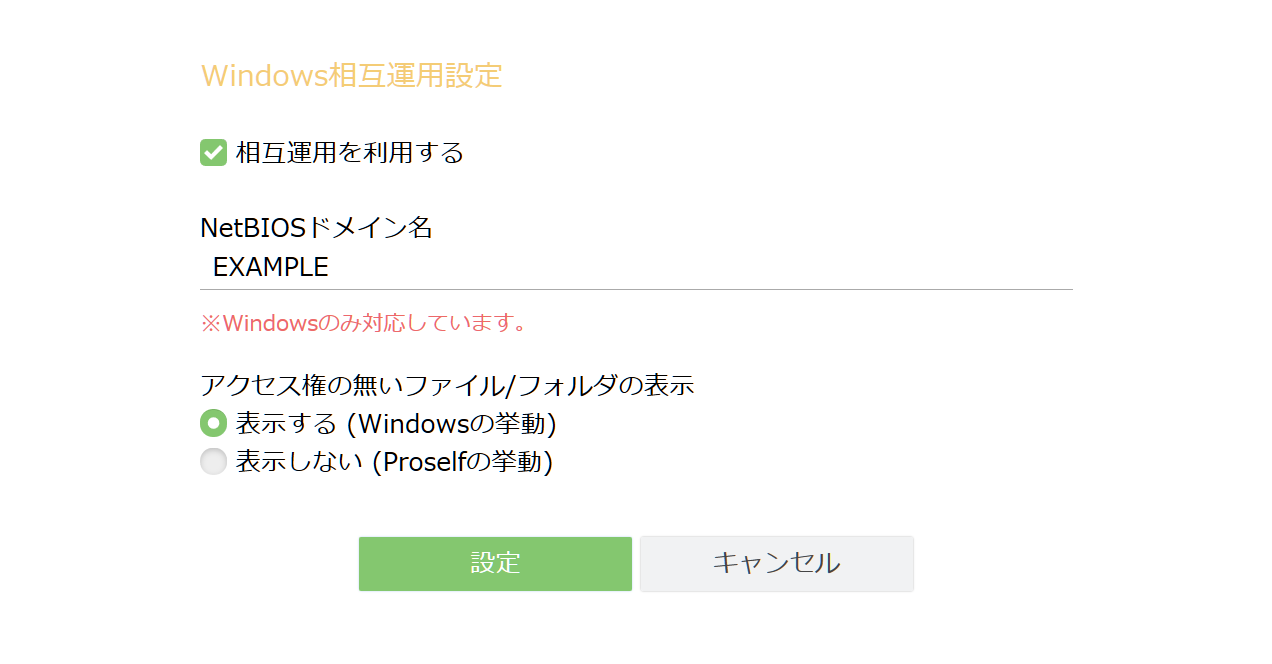 Windows相互運用設定
相互運用を利用する
NetBIOSドメイン名
EXAMPLE
※Windowsのみ対応しています。
アクセス権の無いファイル/フォルダの表示
表示する (Windowsの挙動)
表示しない (Proselfの挙動)
設定 キャンセル